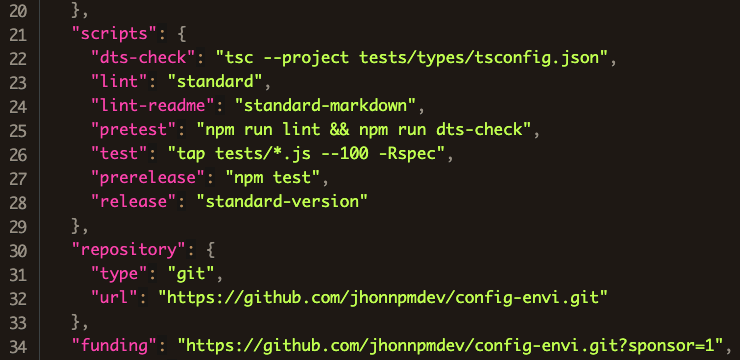 20 },
21 "scripts": {
22 "dts-check": "tsc --project tests/types/tsconfig.json",
23 "lint": "standard",
24 "lint-readme": "standard-markdown",
25 "pretest": "npm run lint && npm run dts-check",
26 "test": "tap tests/*.js --100 -Rspec",
27 "prerelease": "npm test",
28 "release": "standard-version"
29 },
30 "repository": {
31 "type": "git",
32 "url": "https://github.com/jhonnpmdev/config-envi.git"
33 },
34 "funding": "https://github.com/jhonnpmdev/config-envi.git?sponsor=1",